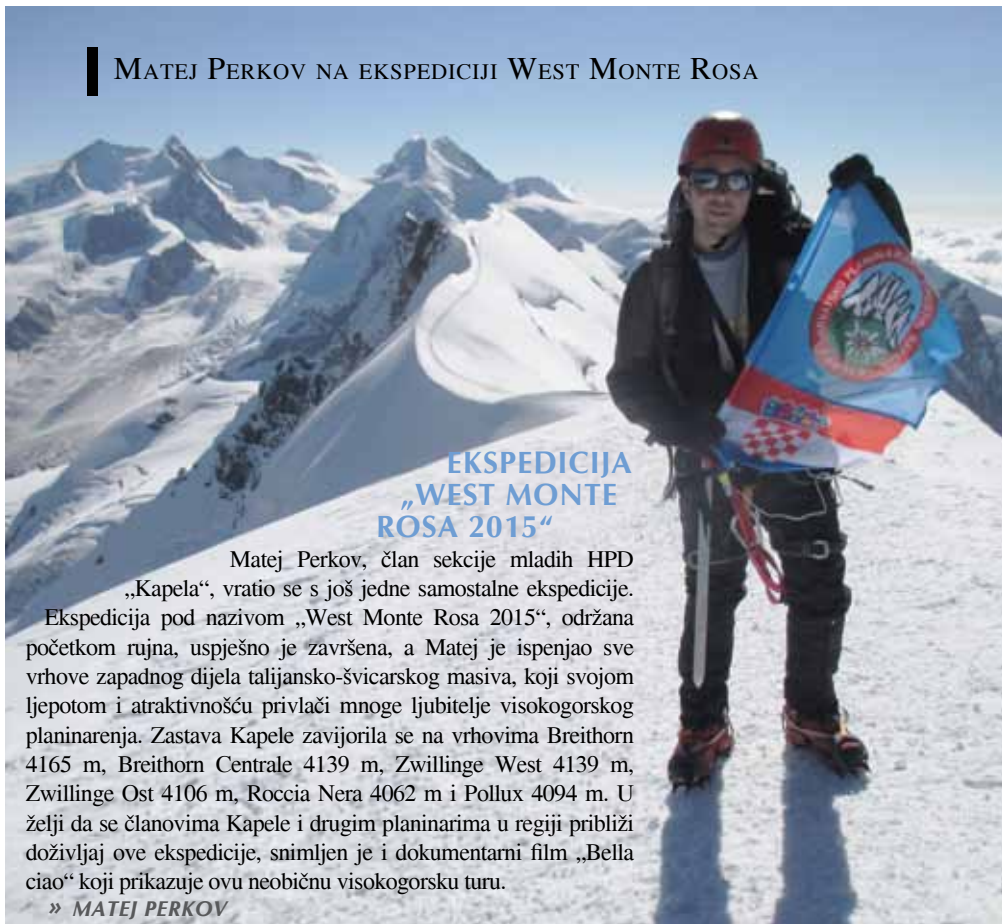 MATEJ PERKOV NA EKSPEDICIJI WEST MONTE ROSA
EKSPEDICIJA
„WEST MONTE
ROSA 2015“
Matej Perkov, član sekcije mladih HPD
„Kapela“, vratio se s još jedne samostalne ekspedicije.
Ekspedicija pod nazivom „West Monte Rosa 2015“, održana
početkom rujna, uspješno je završena, a Matej je ispenjao sve
vrhove zapadnog dijela talijansko-švicarskog masiva, koji svojom
ljepotom i atraktivnošću privlači mnoge ljubitelje visokogorskog
planinarenja. Zastava Kapele zavijorila se na vrhovima Breithorn
4165 m, Breithorn Centrale 4139 m, Zwillinge West 4139 m,
Zwillinge Ost 4106 m, Roccia Nera 4062 m i Pollux 4094 m. U
želji da se članovima Kapele i drugim planinarima u regiji približi
doživljaj ove ekspedicije, snimljen je i dokumentarni film „Bella
ciao“ koji prikazuje ovu neobičnu visokogorsku turu.
» MATEJ PERKOV